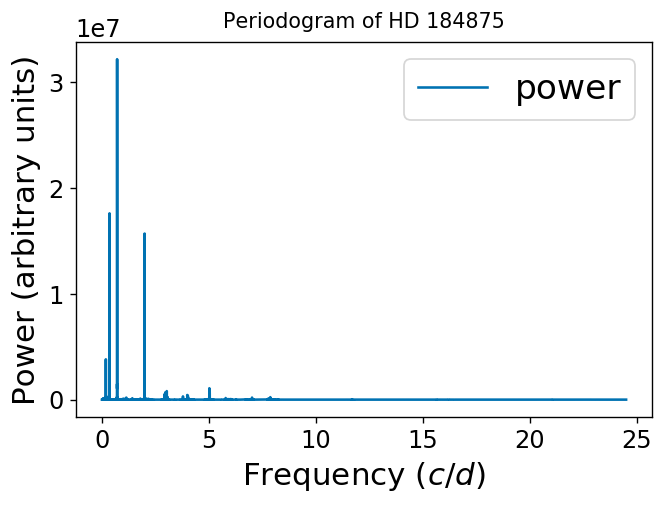 Periodogram of HD 184875
1e7
power
3
2
1
0
Power (arbitrary units)
0 5 10 15 20 25
Frequency (c/d)